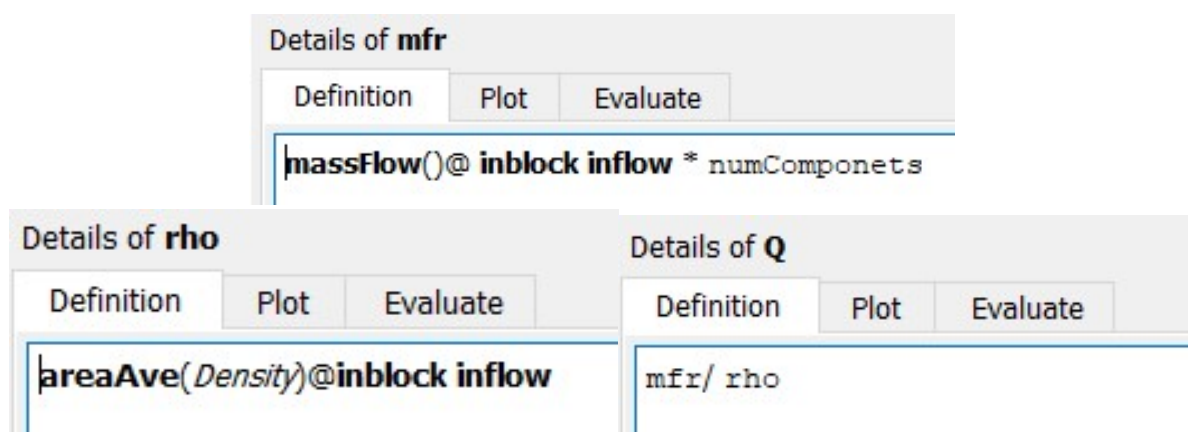 Details of mfr
Definition Plot Evaluate
massFlow()@ inblock inflow * numComponets
Details of rho
Definition Plot Evaluate
areaAve(Density)@inblock inflow
Details of Q
Definition Plot Evaluate
mfr/ rho